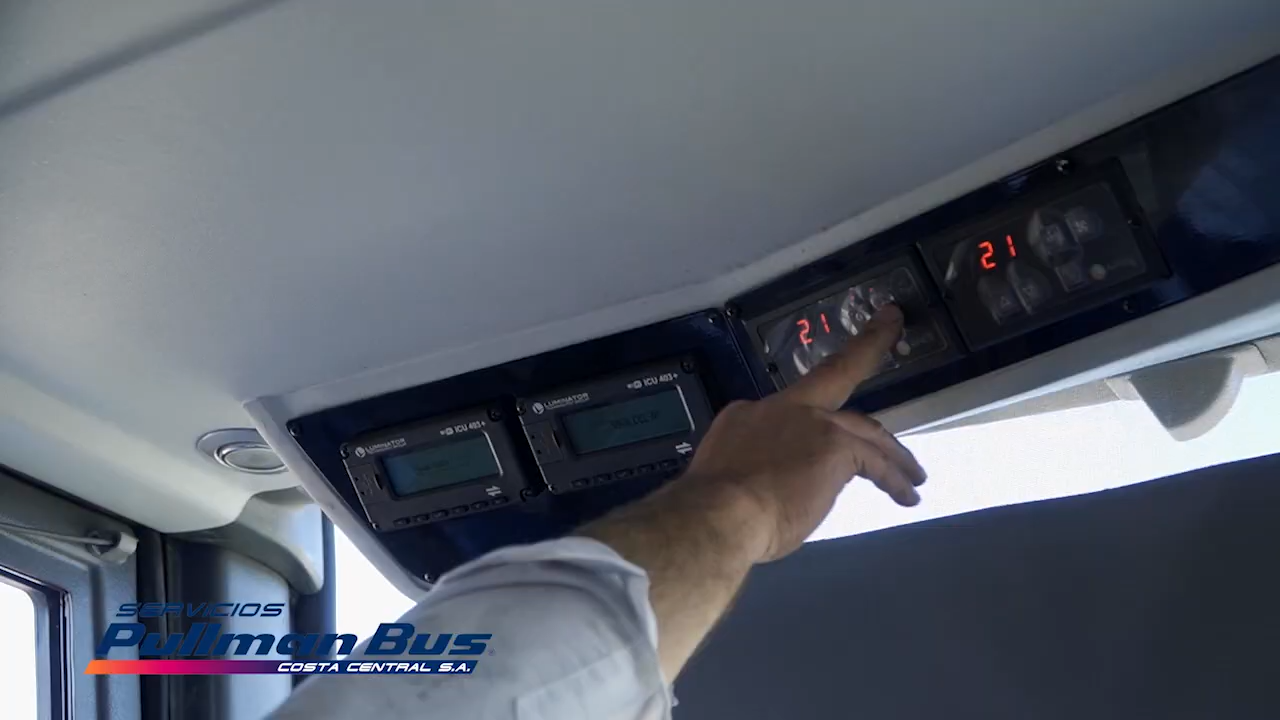 21
21
LUMINATOR
ICU 403+
LUMINATOR
ICU 403+
SERVICIOS
Pullman Bus
COSTA CENTRAL S.A.